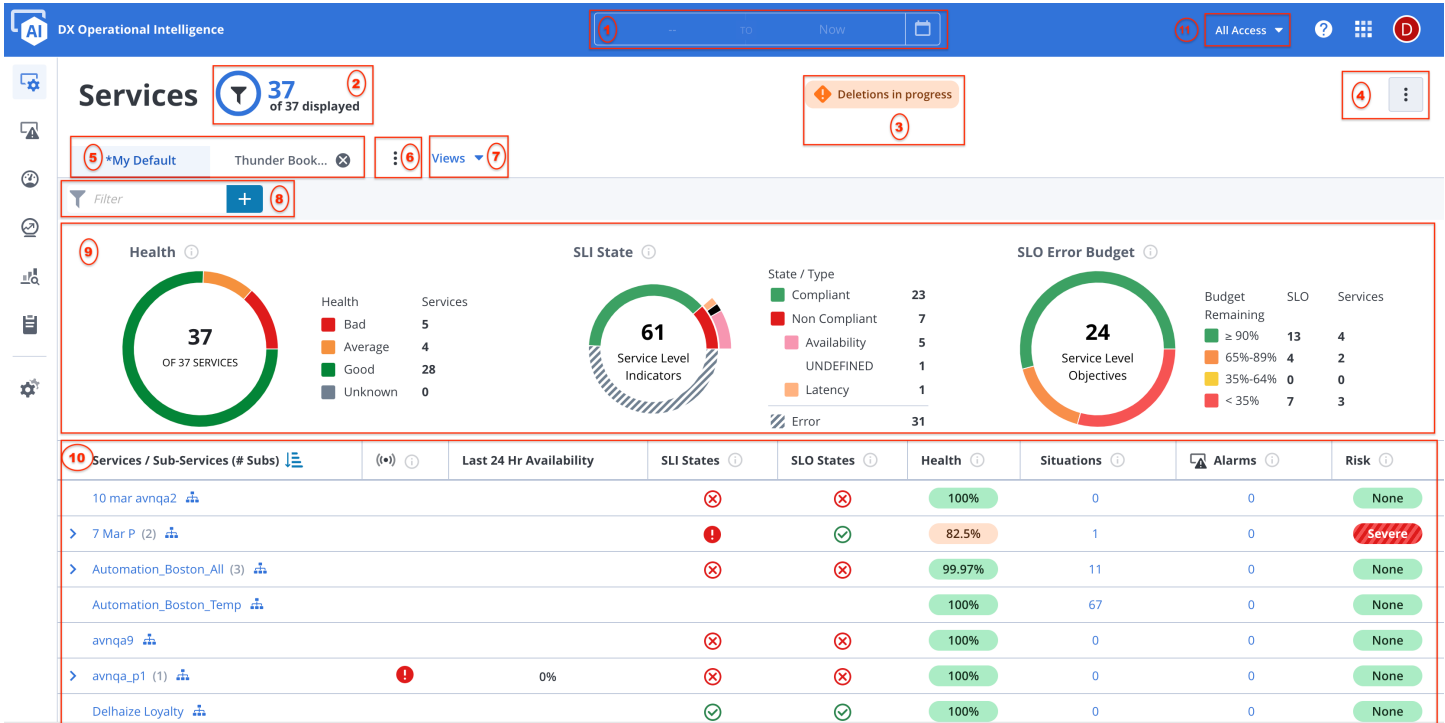 AI DX Operational Intelligence
1 -- TO Now
11 All Access
? D
Services
37
of 37 displayed
2
Deletions in progress
3
4
5 *My Default Thunder Book...
6
Views 7
Filter + 8
9 Health
37
OF 37 SERVICES
Health Services
Bad 5
Average 4
Good 28
Unknown 0
SLI State
61
Service Level
Indicators
State / Type
Compliant 23
Non Compliant 7
Availability 5
UNDEFINED 1
Latency 1
Error 31
SLO Error Budget
24
Service Level
Objectives
Budget SLO Services
Remaining
≥ 90% 13 4
65%-89% 4 2
35%-64% 0 0
< 35% 7 3
10 Services / Sub-Services (# Subs) Last 24 Hr Availability SLI States SLO States Health Situations Alarms Risk
10 mar avnqa2 100% 0 0 None
7 Mar P (2) 82.5% 1 0 Severe
Automation_Boston_All (3) 99.97% 11 0 None
Automation_Boston_Temp 100% 67 0 None
avnqa9 100% 0 0 None
avnqa_p1 (1) 0% 100% 0 0 None
Delhaize Loyalty 100% 0 0 None